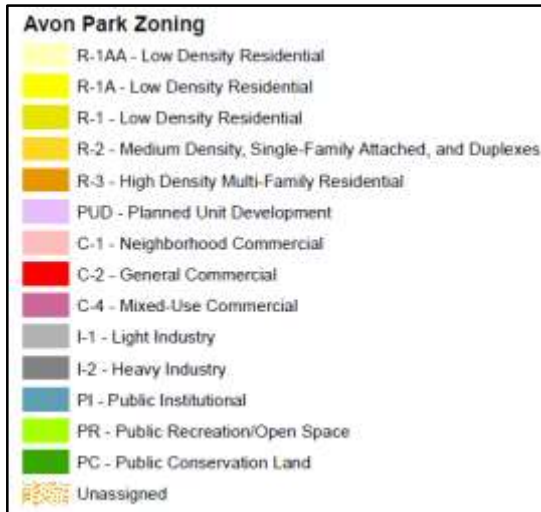 Avon Park Zoning
R-1AA - Low Density Residential
R-1A - Low Density Residential
R-1 - Low Density Residential
R-2 - Medium Density, Single-Family Attached, and Duplexes
R-3 - High Density Multi-Family Residential
PUD - Planned Unit Development
C-1 - Neighborhood Commercial
C-2 - General Commercial
C-4 - Mixed-Use Commercial
I-1 - Light Industry
I-2 - Heavy Industry
PI - Public Institutional
PR - Public Recreation/Open Space
PC - Public Conservation Land
Unassigned